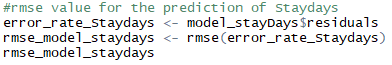 #rmse value for the prediction of Staydays
error_rate_Staydays <- model_stayDays$residuals
rmse_model_staydays <- rmse(error_rate_Staydays)
rmse_model_staydays